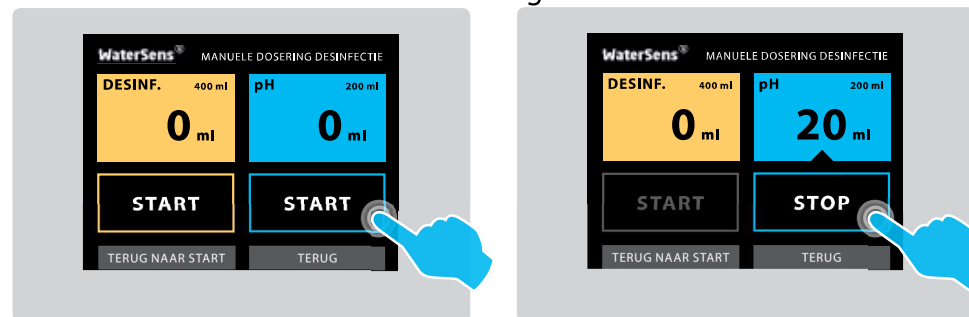 WaterSens® MANUELE DOSERING DESINFECTIE
DESINF. 400 ml pH 200 ml
0 ml 0 ml
START START
TERUG NAAR START TERUG
WaterSens® MANUELE DOSERING DESINFECTIE
DESINF. 400 ml pH 200 ml
0 ml 20 ml
START STOP
TERUG NAAR START TERUG